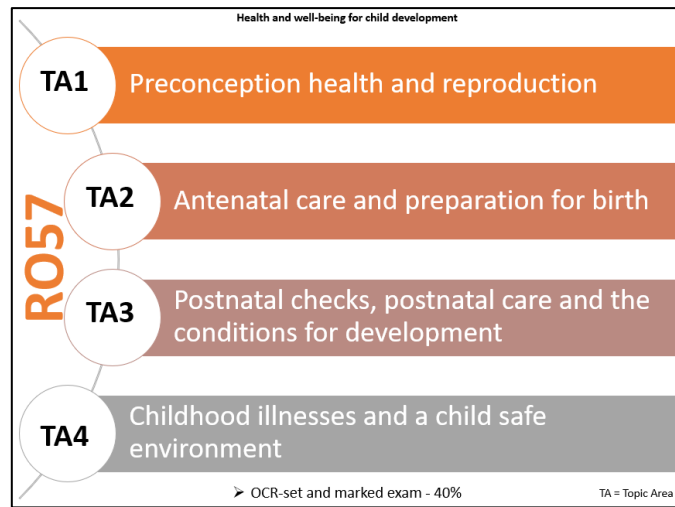 Health and well-being for child development
RO57
TA1
Preconception health and reproduction
TA2
Antenatal care and preparation for birth
TA3
Postnatal checks, postnatal care and the
conditions for development
TA4
Childhood illnesses and a child safe
environment
➢ OCR-set and marked exam - 40%
TA = Topic Area